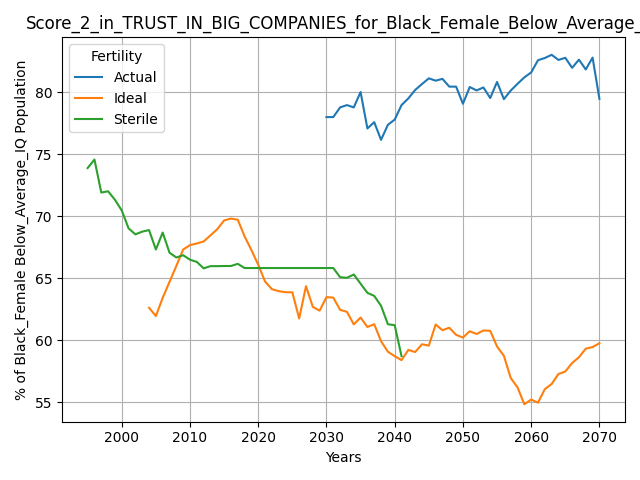 Score_2_in_TRUST_IN_BIG_COMPANIES_for_Black_Female_Below_Average_
Fertility
Actual
Ideal
Sterile
% of Black_Female Below_Average_IQ Population
80
75
70
65
60
55
2000
2010
2020
2030
2040
2050
2060
2070
Years